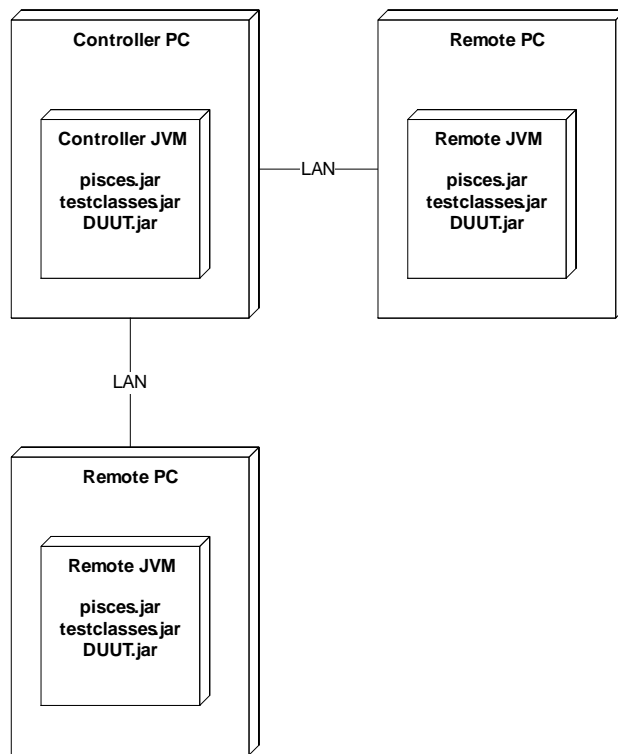 Controller PC
Controller JVM
pisces.jar
testclasses.jar
DUUT.jar
LAN
Remote PC
Remote JVM
pisces.jar
testclasses.jar
DUUT.jar
LAN
Remote PC
Remote JVM
pisces.jar
testclasses.jar
DUUT.jar